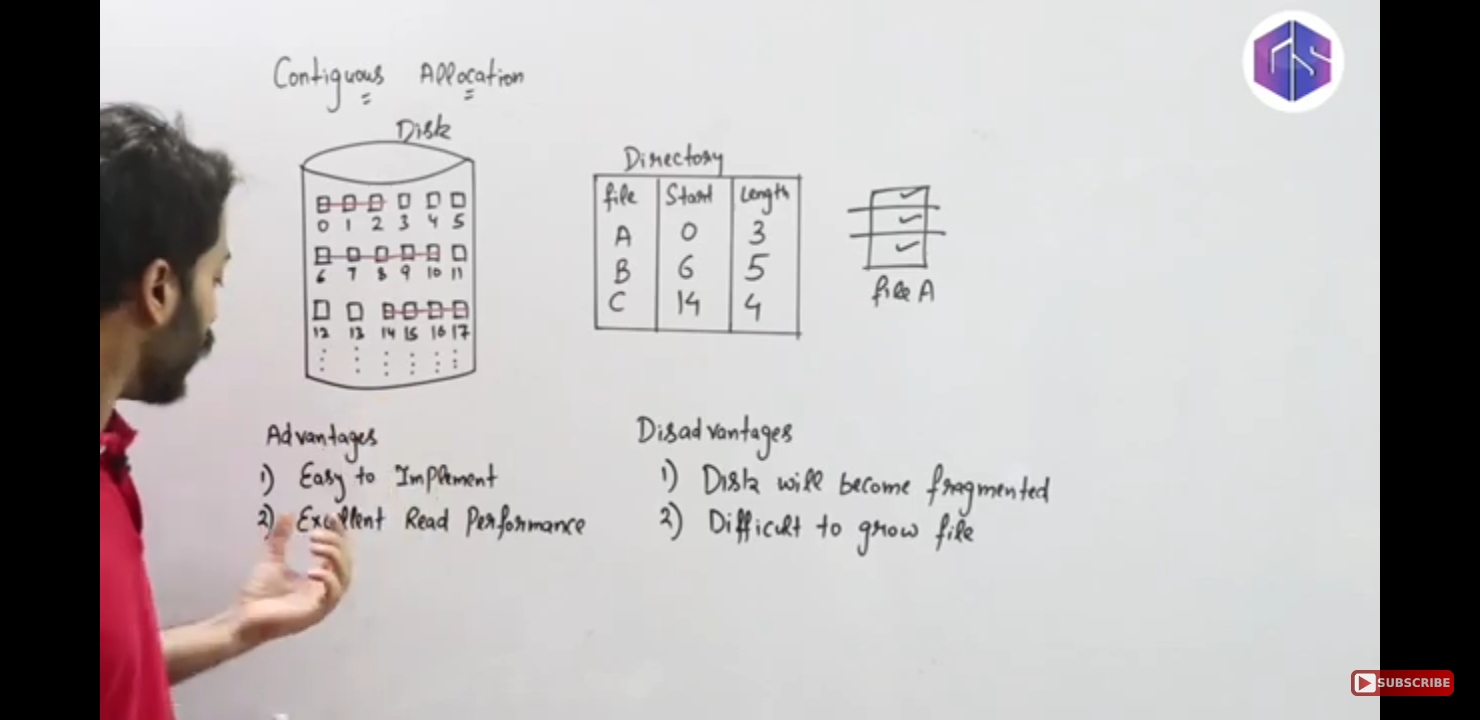 Contiguous Allocation
Disk
0 1 2 3 4 5
6 7 8 9 10 11
12 13 14 15 16 17
Directory
file Start Length
A 0 3
B 6 5
C 14 4
file A
Advantages
1) Easy to Implement
2) Excellent Read Performance
Disadvantages
1) Disk will become fragmented
2) Difficult to grow file
GS
SUBSCRIBE